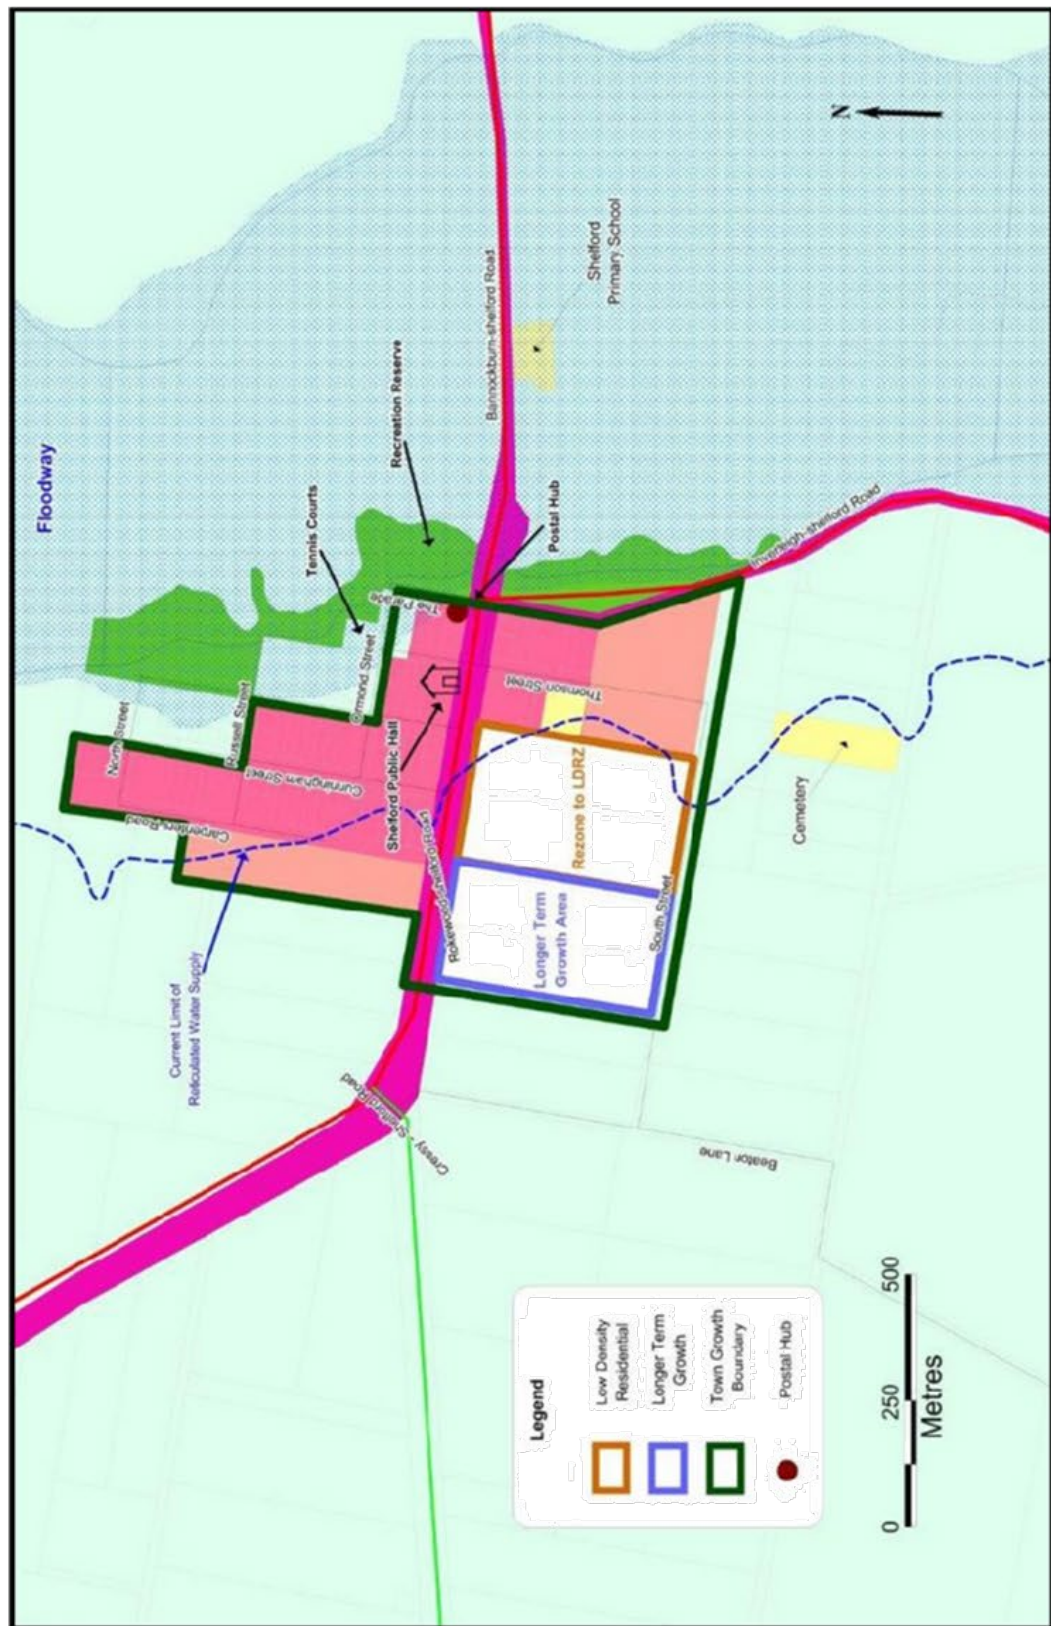 Floodway
N
Bannockburn-shelford Road
Shelford
Primary School
Recreation Reserve
Tennis Courts
Postal Hub
Inverleigh-shelford Road
The Parade
Ormond Street
Russell Street
North Street
Thomson Street
Cunningham Street
Shelford Public Hall
Carpenters Road
Rezone to LDRZ
Cemetery
Rokewood-shelford Road
Longer Term
Growth Area
South Street
Current Limit of
Reticulated Water Supply
Cressy - Shelford Road
Beaton Lane
Legend
Low Density
Residential
Longer Term
Growth
Town Growth
Boundary
Postal Hub
0 250 500
Metres